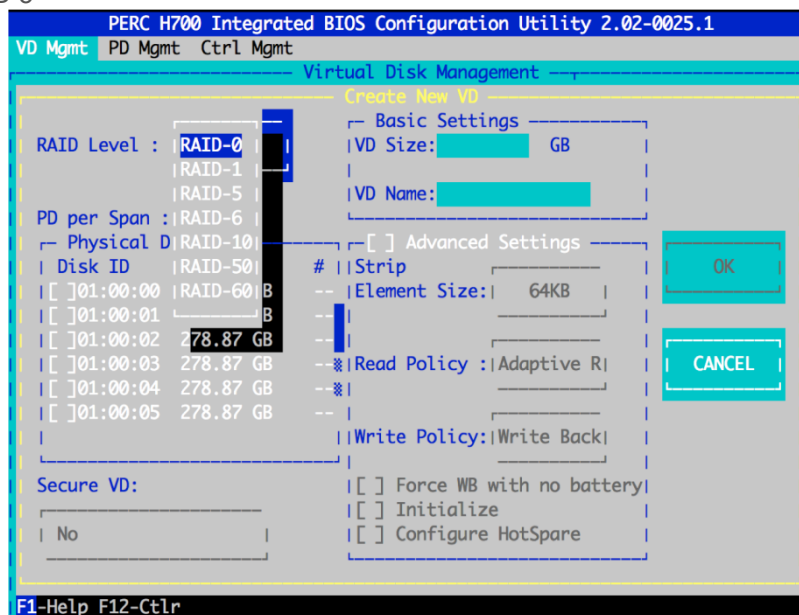 PERC H700 Integrated BIOS Configuration Utility 2.02-0025.1
VD Mgmt PD Mgmt Ctrl Mgmt
Virtual Disk Management
Create New VD
RAID Level : RAID-0
RAID-1
RAID-5
PD per Span : RAID-6
RAID-10
RAID-50
RAID-60
Basic Settings
VD Size: GB
VD Name:
Physical D
Disk ID #
[ ]01:00:00 B --
[ ]01:00:01 B --
[ ]01:00:02 278.87 GB --
[ ]01:00:03 278.87 GB --
[ ]01:00:04 278.87 GB --
[ ]01:00:05 278.87 GB --
[ ] Advanced Settings
Strip
Element Size: 64KB
Read Policy : Adaptive R
Write Policy: Write Back
[ ] Force WB with no battery
[ ] Initialize
[ ] Configure HotSpare
OK
CANCEL
Secure VD:
No
F1-Help F12-Ctlr